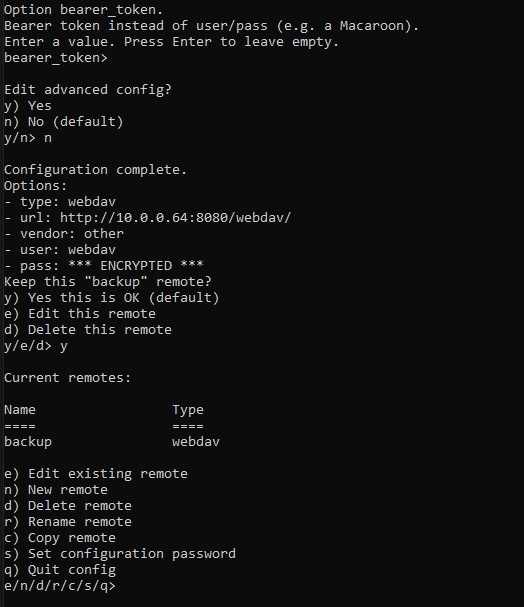 Option bearer_token.
Bearer token instead of user/pass (e.g. a Macaroon).
Enter a value. Press Enter to leave empty.
bearer_token>
Edit advanced config?
y) Yes
n) No (default)
y/n> n
Configuration complete.
Options:
- type: webdav
- url: http://10.0.0.64:8080/webdav/
- vendor: other
- user: webdav
- pass: *** ENCRYPTED ***
Keep this "backup" remote?
y) Yes this is OK (default)
e) Edit this remote
d) Delete this remote
y/e/d> y
Current remotes:
Name                 Type
====                 ====
backup               webdav
e) Edit existing remote
n) New remote
d) Delete remote
r) Rename remote
c) Copy remote
s) Set configuration password
q) Quit config
e/n/d/r/c/s/q>